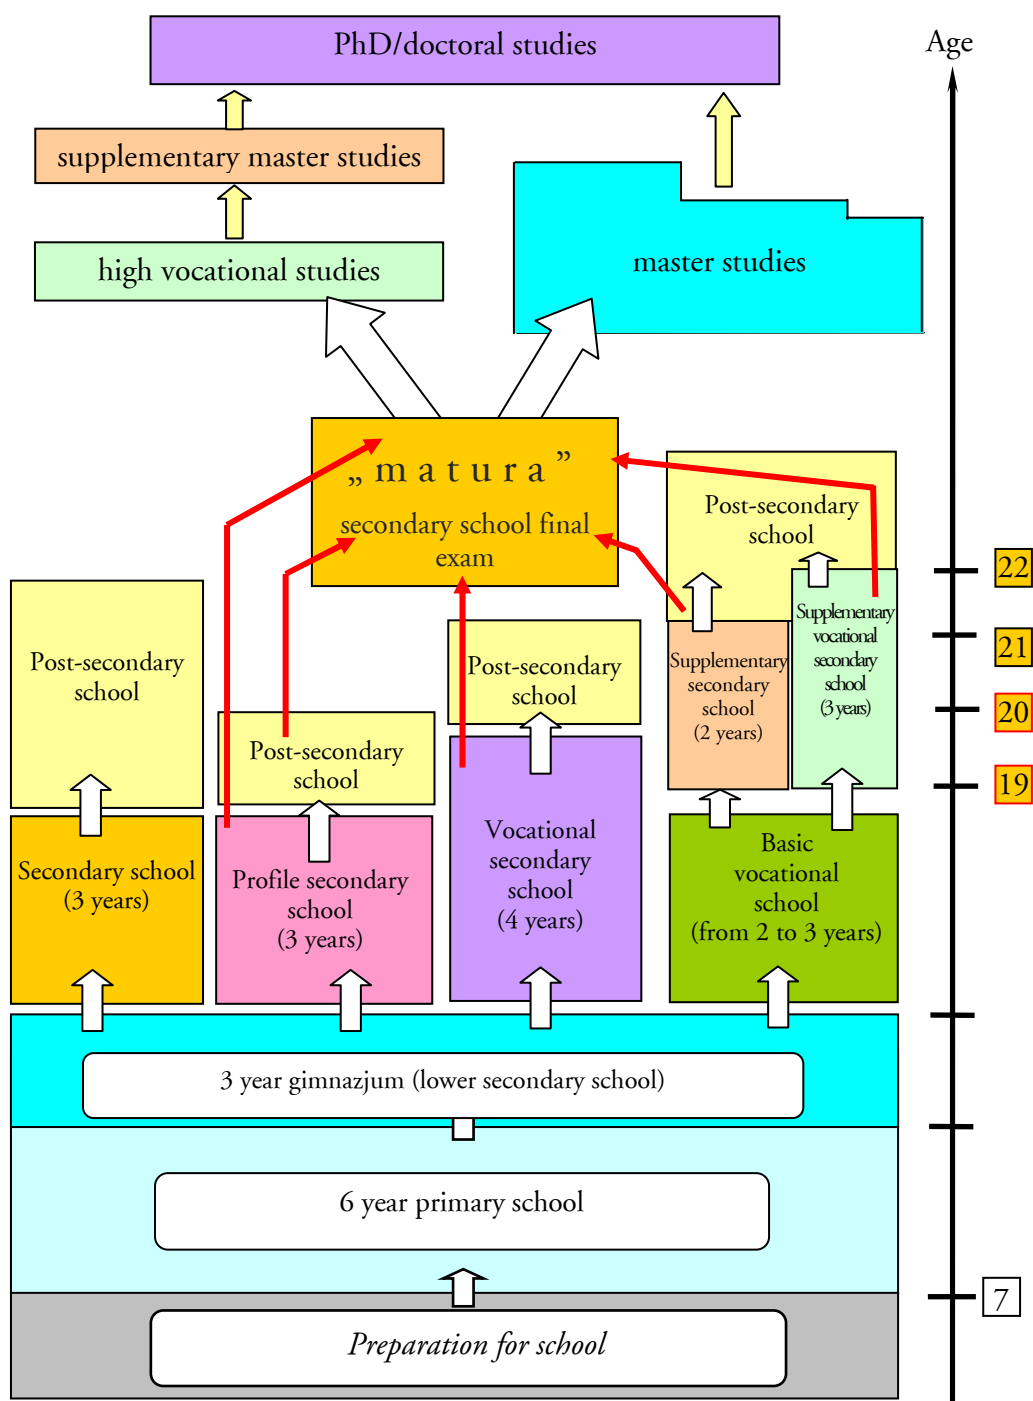 PhD/doctoral studies
Age
supplementary master studies
high vocational studies
master studies
„ m a t u r a ”
secondary school final
exam
Post-secondary
school
22
21
20
19
Supplementary
vocational
secondary
school
(3 years)
Supplementary
secondary
school
(2 years)
Post-secondary
school
Post-secondary
school
Post-secondary
school
Secondary school
(3 years)
Profile secondary
school
(3 years)
Vocational
secondary
school
(4 years)
Basic
vocational
school
(from 2 to 3 years)
3 year gimnazjum (lower secondary school)
6 year primary school
7
Preparation for school